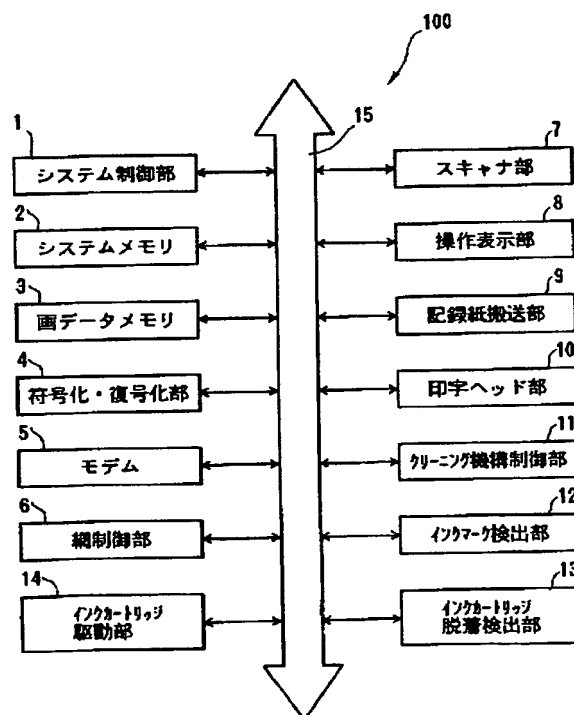 100
15
1
システム制御部
2
システムメモリ
3
画データメモリ
4
符号化・復号化部
5
モデム
6
網制御部
14
インクカートリッジ
駆動部
7
スキャナ部
8
操作表示部
9
記録紙搬送部
10
印字ヘッド部
11
クリーニング機構制御部
12
インクマーク検出部
13
インクカートリッジ
脱着検出部